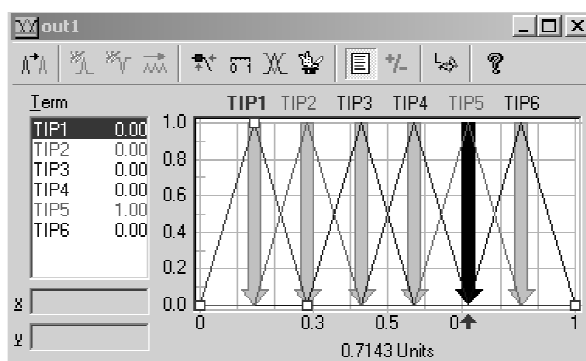 out1
Term
TIP1 TIP2 TIP3 TIP4 TIP5 TIP6
TIP1 0.00
TIP2 0.00
TIP3 0.00
TIP4 0.00
TIP5 1.00
TIP6 0.00
1.0
0.8
0.6
0.4
0.2
0.0
x
y
0 0.3 0.5 0 1
0.7143 Units